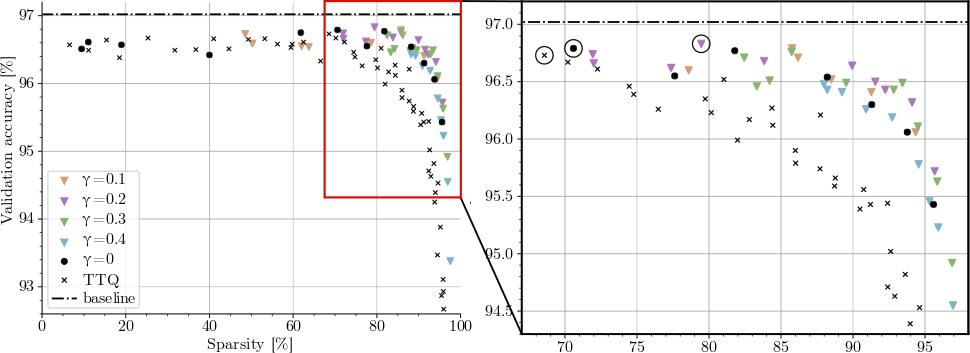 97
96
95
94
93
Validation accuracy [%]
γ=0.1
γ=0.2
γ=0.3
γ=0.4
γ=0
TTQ
baseline
0 20 40 60 80 100
Sparsity [%]
97.0
96.5
96.0
95.5
95.0
94.5
70 75 80 85 90 95